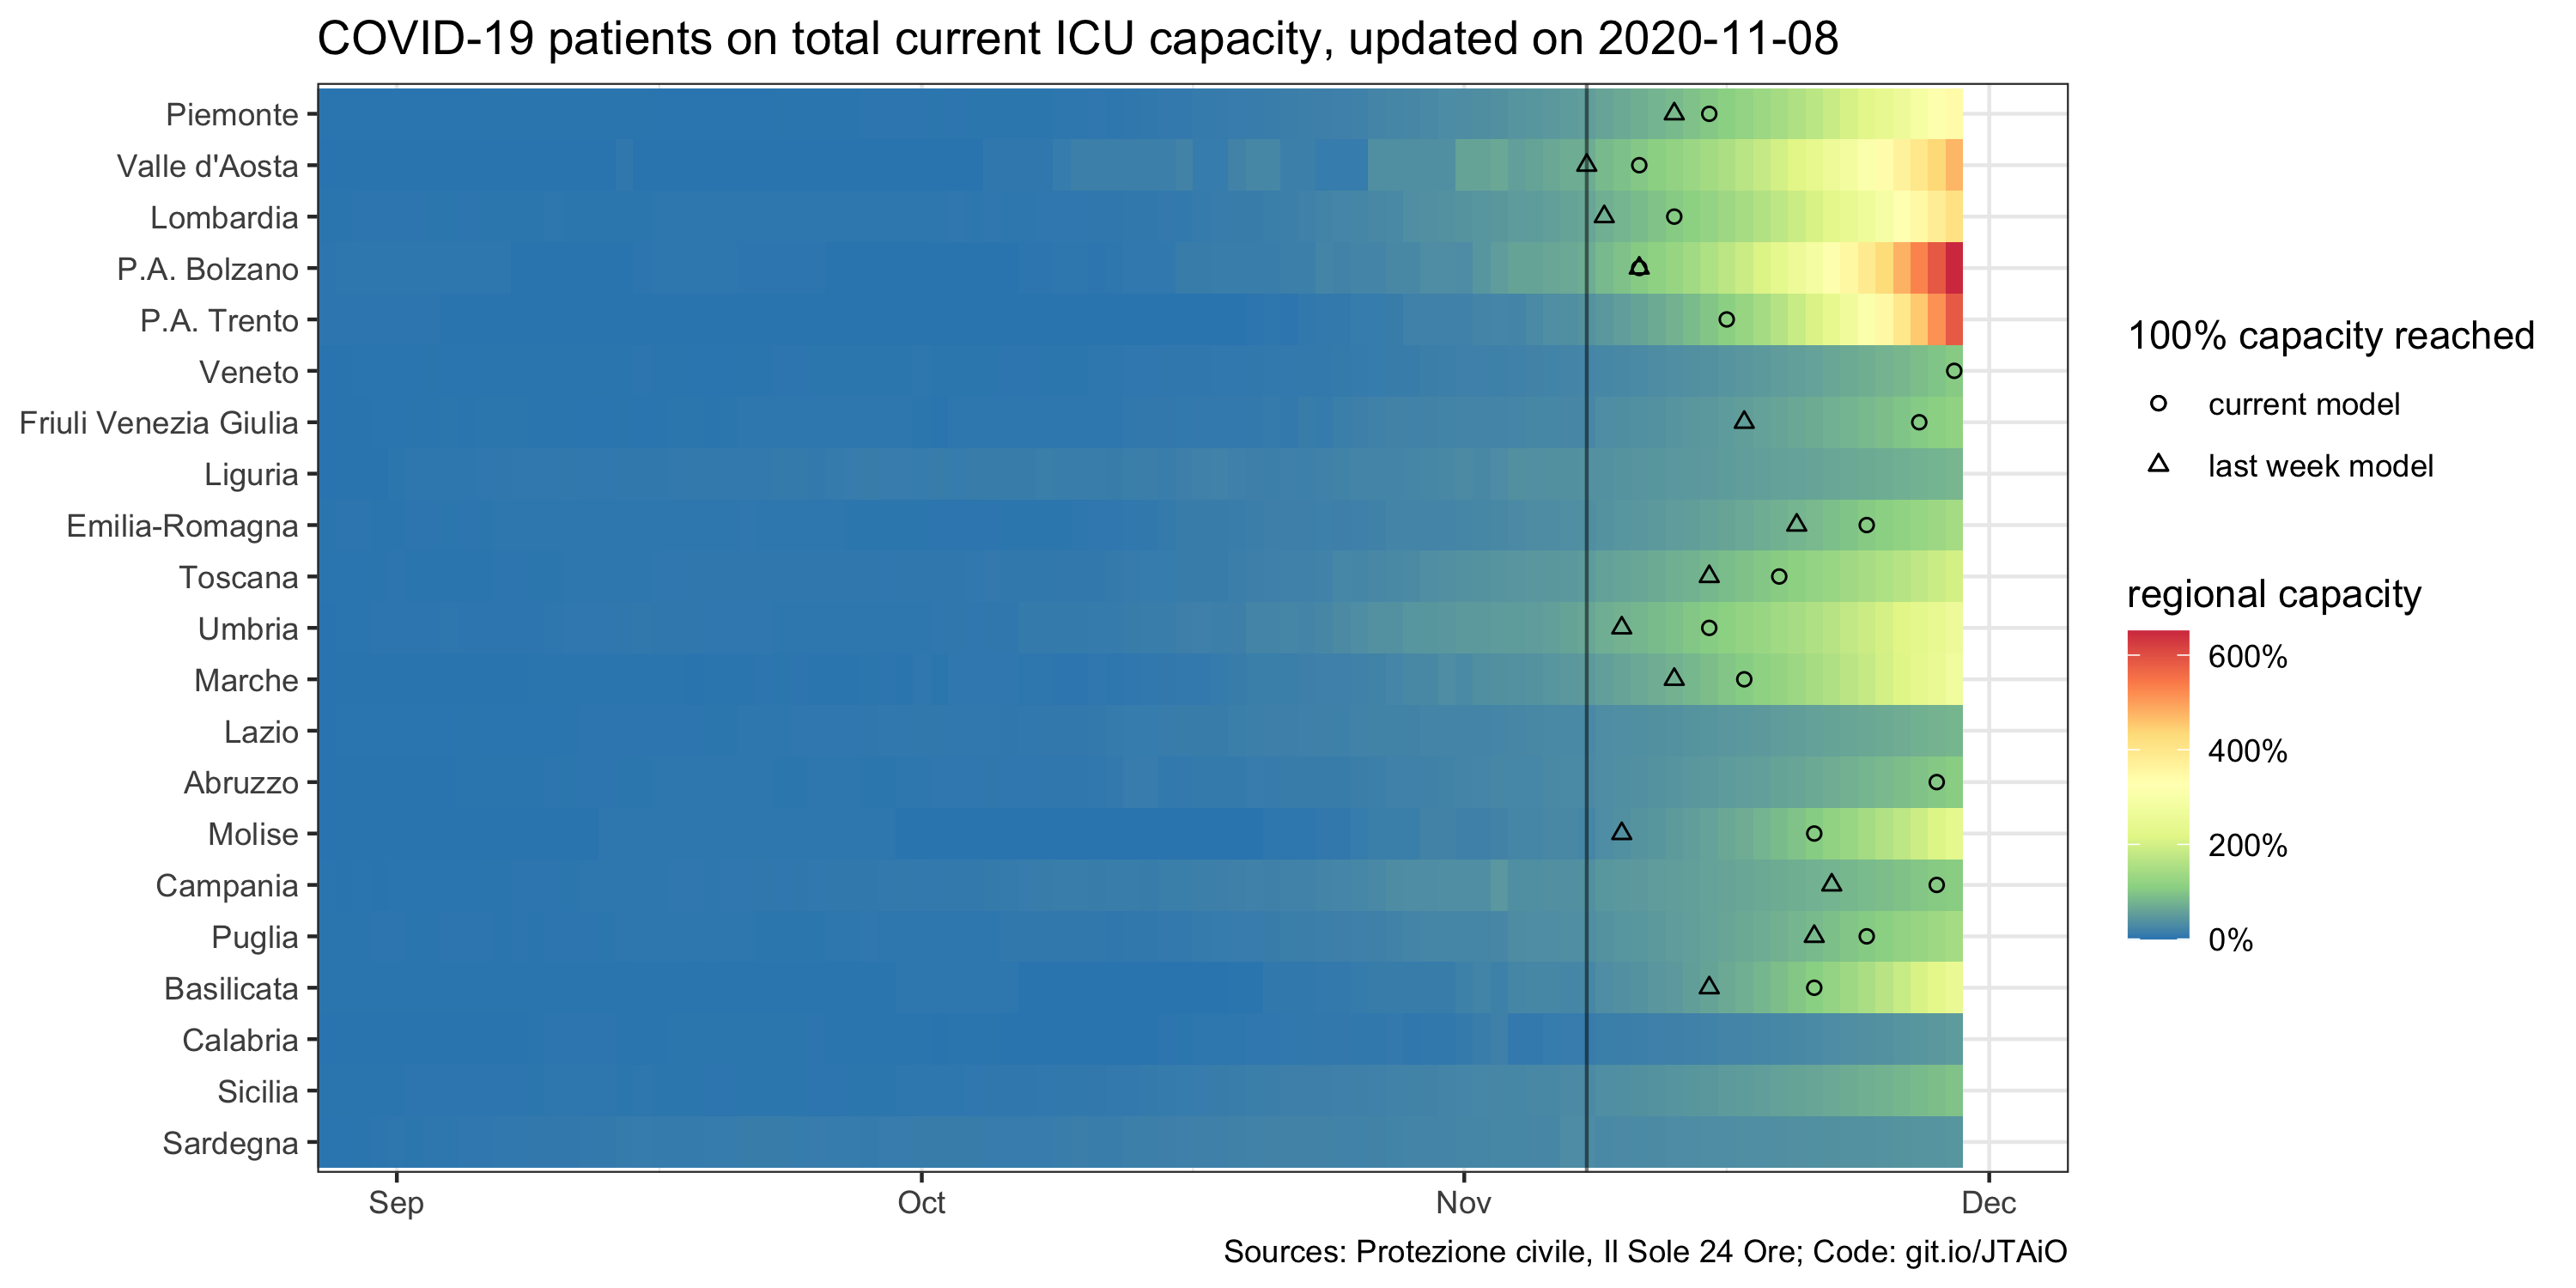 COVID-19 patients on total current ICU capacity, updated on 2020-11-08
Piemonte
Valle d'Aosta
Lombardia
P.A. Bolzano
P.A. Trento
Veneto
Friuli Venezia Giulia
Liguria
Emilia-Romagna
Toscana
Umbria
Marche
Lazio
Abruzzo
Molise
Campania
Puglia
Basilicata
Calabria
Sicilia
Sardegna
Sep
Oct
Nov
Dec
100% capacity reached
current model
last week model
regional capacity
600%
400%
200%
0%
Sources: Protezione civile, Il Sole 24 Ore; Code: git.io/JTAiO